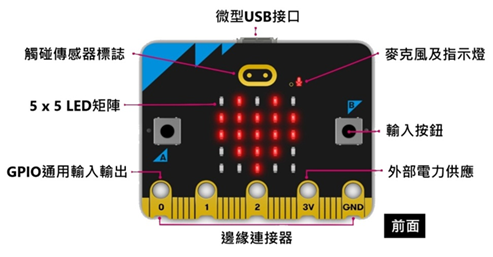 微型USB接口
觸碰傳感器標誌
麥克風及指示燈
5 x 5 LED矩陣
B
輸入按鈕
A
GPIO通用輸入輸出
外部電力供應
0 1 2 3V GND
邊緣連接器
前面